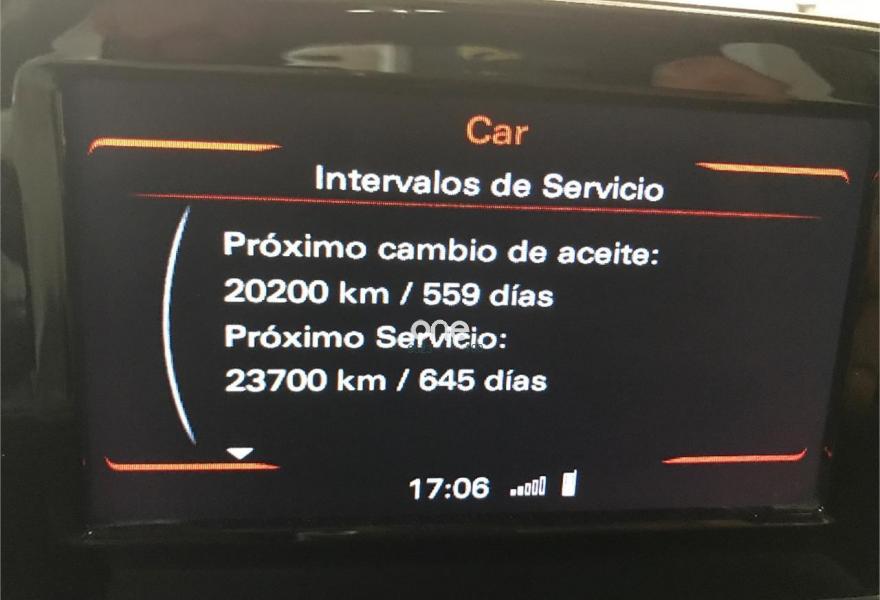 Car
Intervalos de Servicio
Próximo cambio de aceite:
20200 km / 559 días
Próximo Servicio:
23700 km / 645 días
one
17:06